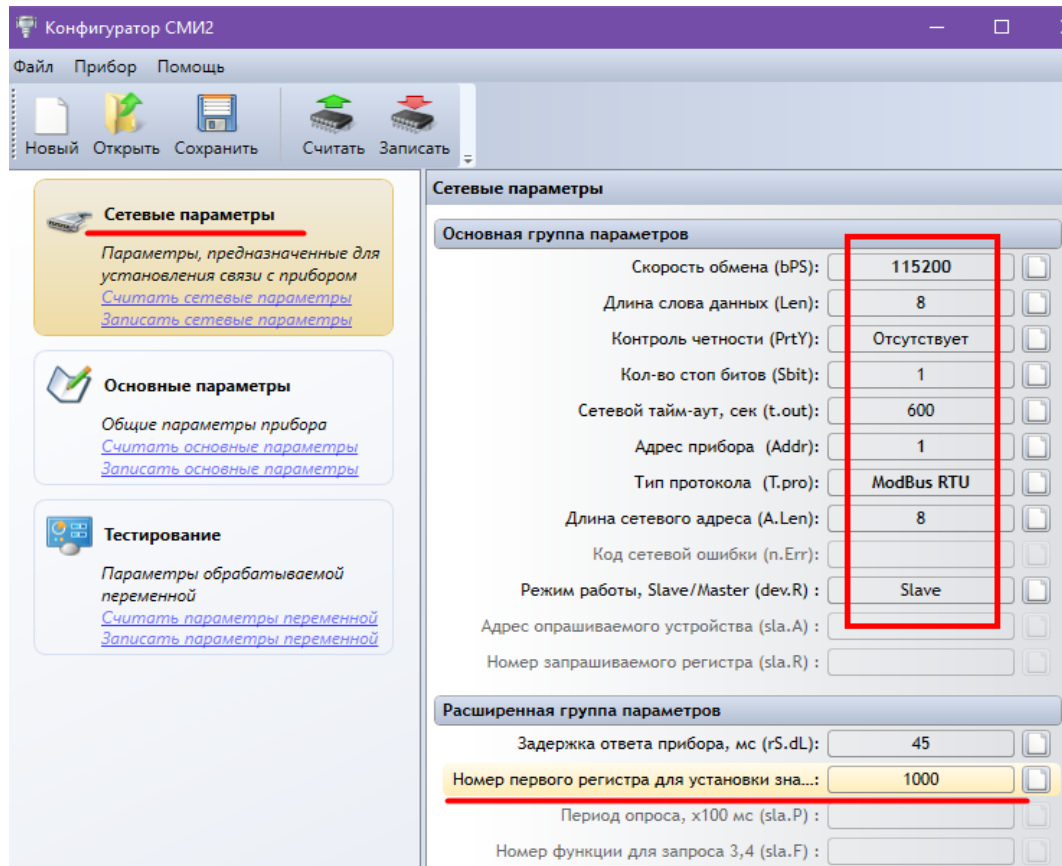 Конфигуратор СМИ2
Файл Прибор Помощь
Новый Открыть Сохранить Считать Записать
Сетевые параметры
Параметры, предназначенные для
установления связи с прибором
Считать сетевые параметры
Записать сетевые параметры
Основные параметры
Общие параметры прибора
Считать основные параметры
Записать основные параметры
Тестирование
Параметры обрабатываемой
переменной
Считать параметры переменной
Записать параметры переменной
Сетевые параметры
Основная группа параметров
Скорость обмена (bPS): 115200
Длина слова данных (Len): 8
Контроль четности (PrtY): Отсутствует
Кол-во стоп битов (Sbit): 1
Сетевой тайм-аут, сек (t.out): 600
Адрес прибора (Addr): 1
Тип протокола (T.pro): ModBus RTU
Длина сетевого адреса (A.Len): 8
Код сетевой ошибки (n.Err):
Режим работы, Slave/Master (dev.R) : Slave
Адрес опрашиваемого устройства (sla.A) :
Номер запрашиваемого регистра (sla.R) :
Расширенная группа параметров
Задержка ответа прибора, мс (rS.dL): 45
Номер первого регистра для установки зна...: 1000
Период опроса, х100 мс (sla.P) :
Номер функции для запроса 3,4 (sla.F) :